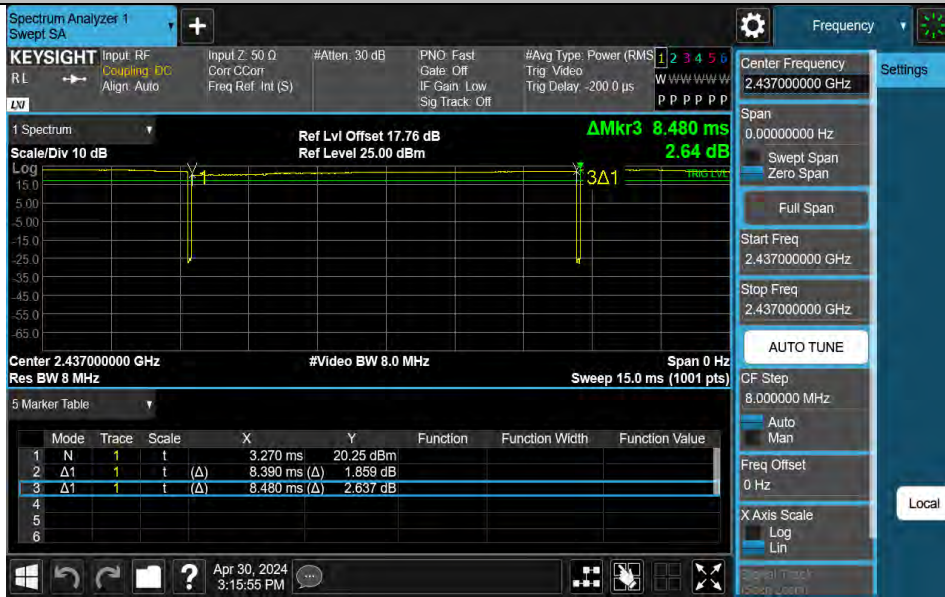 Spectrum Analyzer 1
Swept SA
+
Frequency
KEYSIGHT
RL
LXI
Input: RF
Coupling: DC
Align: Auto
Input Z: 50 Ω
Corr CCorr
Freq Ref: Int (S)
#Atten: 30 dB
PNO: Fast
Gate: Off
IF Gain: Low
Sig Track: Off
#Avg Type: Power (RMS
Trig: Video
Trig Delay: -200.0 µs
1 2 3 4 5 6
W W W W W W
P P P P P P
1 Spectrum
Scale/Div 10 dB
Ref Lvl Offset 17.76 dB
Ref Level 25.00 dBm
ΔMkr3 8.480 ms
2.64 dB
Log
15.0
5.00
-5.00
-15.0
-25.0
-35.0
-45.0
-55.0
-65.0
1
3Δ1
TRIG LVL
Center 2.437000000 GHz
#Video BW 8.0 MHz
Span 0 Hz
Res BW 8 MHz
Sweep 15.0 ms (1001 pts)
5 Marker Table
Mode Trace Scale X Y Function Function Width Function Value
1 N 1 t 3.270 ms 20.25 dBm
2 Δ1 1 t (Δ) 8.390 ms (Δ) 1.859 dB
3 Δ1 1 t (Δ) 8.480 ms (Δ) 2.637 dB
4
5
6
?
Apr 30, 2024
3:15:55 PM
Center Frequency
2.437000000 GHz
Span
0.00000000 Hz
Swept Span
Zero Span
Full Span
Start Freq
2.437000000 GHz
Stop Freq
2.437000000 GHz
AUTO TUNE
CF Step
8.000000 MHz
Auto
Man
Freq Offset
0 Hz
X Axis Scale
Log
Lin
Signal Track
(Span Zoom)
Settings
Local